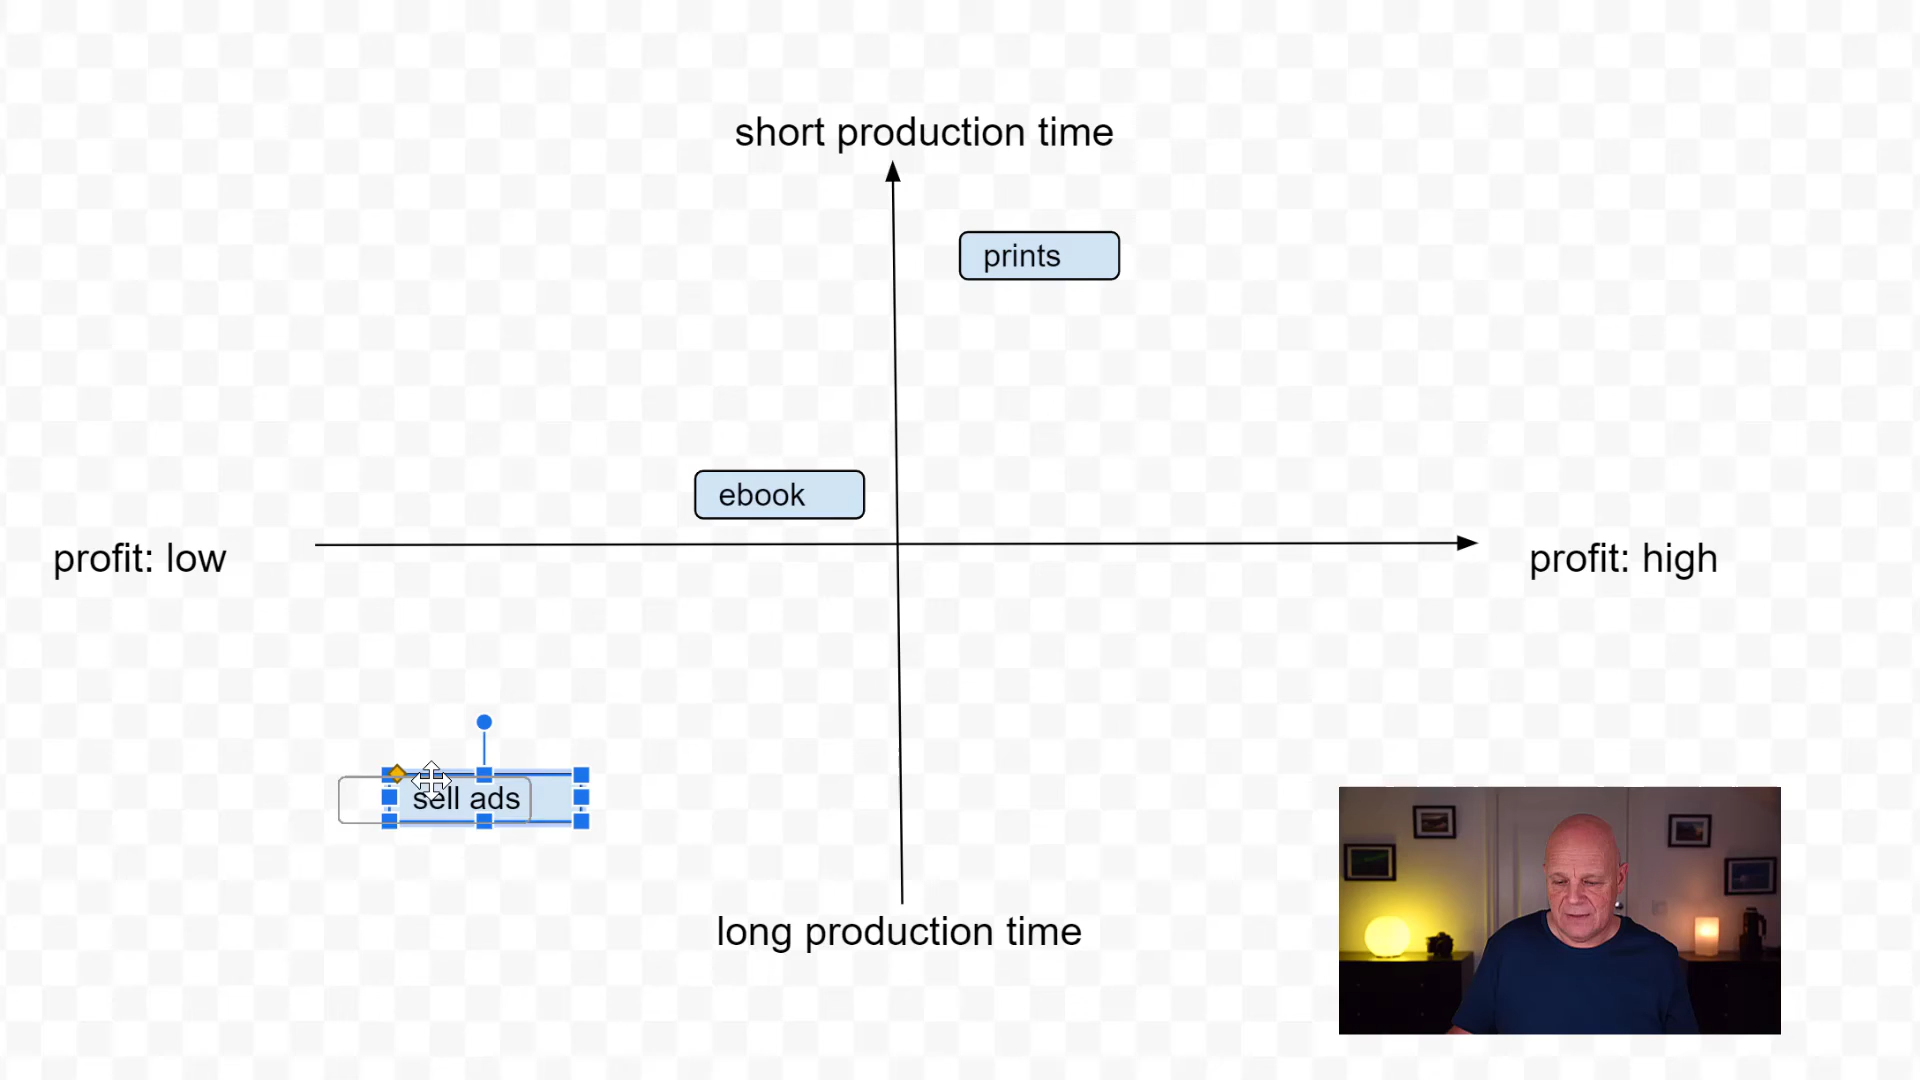 short production time
prints
ebook
profit: low
profit: high
sell ads
long production time